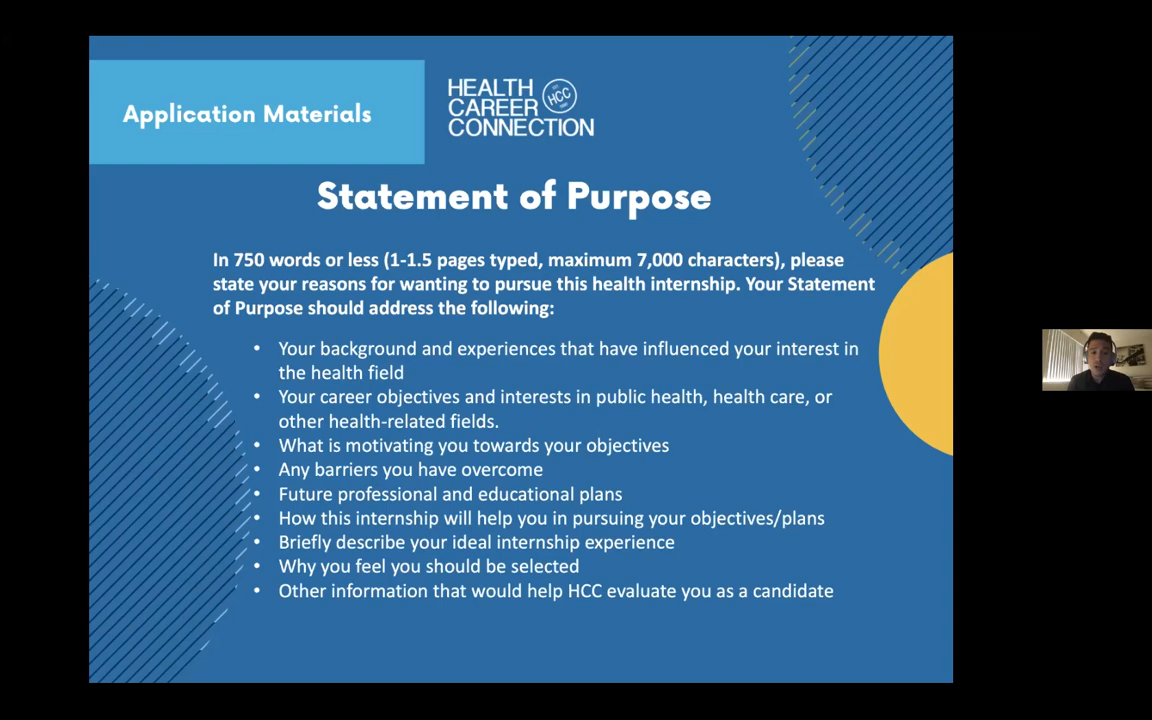 Application Materials
HEALTH
CAREER
CONNECTION
HCC
Statement of Purpose
In 750 words or less (1-1.5 pages typed, maximum 7,000 characters), please
state your reasons for wanting to pursue this health internship. Your Statement
of Purpose should address the following:
• Your background and experiences that have influenced your interest in
the health field
• Your career objectives and interests in public health, health care, or
other health-related fields.
• What is motivating you towards your objectives
• Any barriers you have overcome
• Future professional and educational plans
• How this internship will help you in pursuing your objectives/plans
• Briefly describe your ideal internship experience
• Why you feel you should be selected
• Other information that would help HCC evaluate you as a candidate